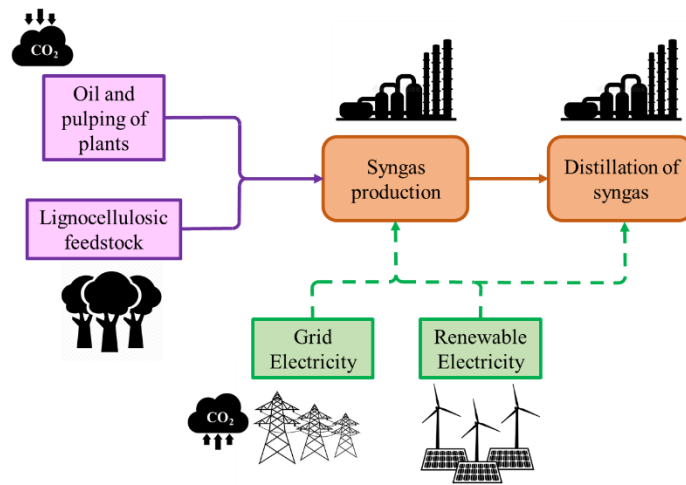 CO2
Oil and
pulping of
plants
Lignocellulosic
feedstock
Syngas
production
Distillation of
syngas
Grid
Electricity
Renewable
Electricity
CO2